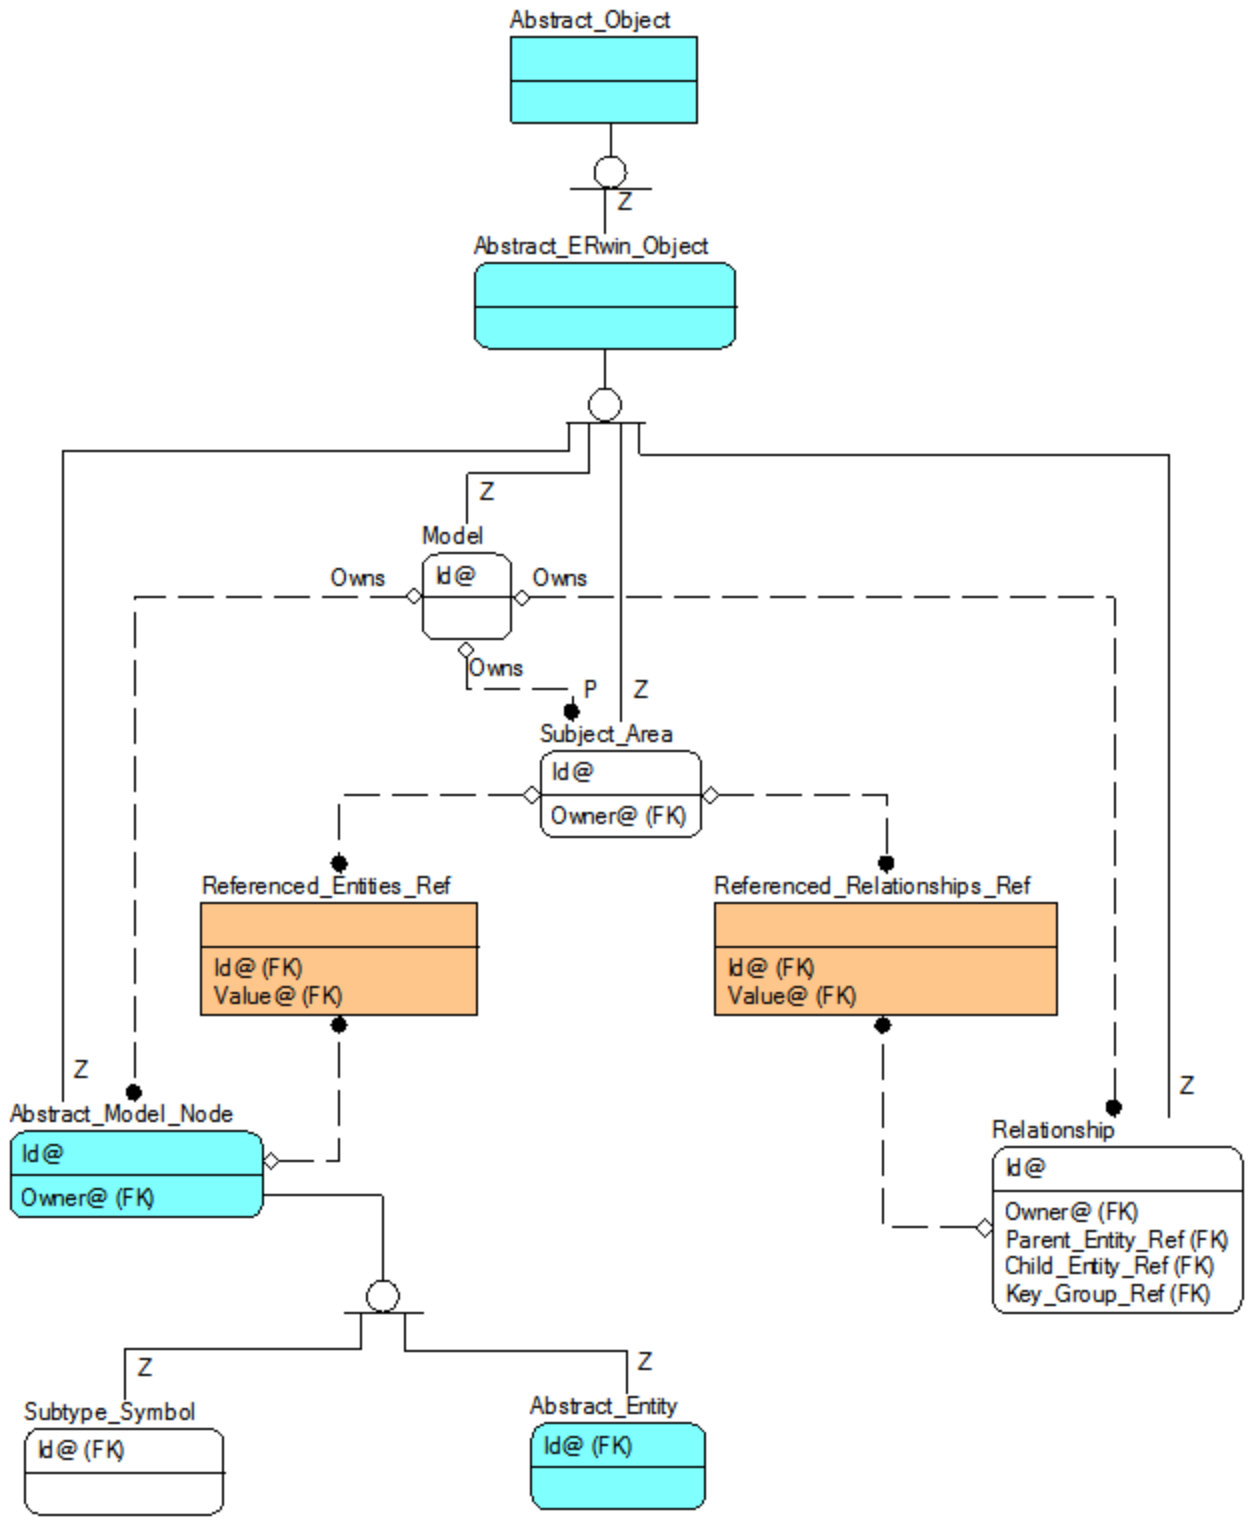 Abstract_Object
Z
Abstract_ERwin_Object
Z
Model
Id@
Owns
Owns
Owns
P
Z
Subject_Area
Id@
Owner@ (FK)
Referenced_Entities_Ref
Id@ (FK)
Value@ (FK)
Referenced_Relationships_Ref
Id@ (FK)
Value@ (FK)
Z
Abstract_Model_Node
Id@
Owner@ (FK)
Z
Relationship
Id@
Owner@ (FK)
Parent_Entity_Ref (FK)
Child_Entity_Ref (FK)
Key_Group_Ref (FK)
Z
Subtype_Symbol
Id@ (FK)
Z
Abstract_Entity
Id@ (FK)